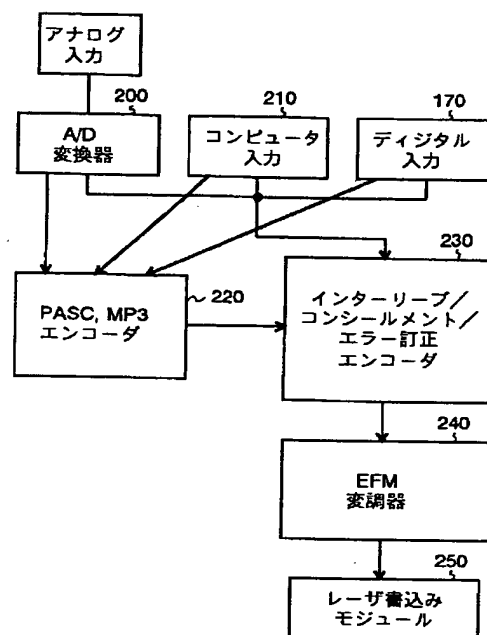 アナログ
入力
200
A/D
変換器
210
コンピュータ
入力
170
ディジタル
入力
220
PASC, MP3
エンコーダ
230
インターリーブ/
コンシールメント/
エラー訂正
エンコーダ
240
EFM
変調器
250
レーザ書込み
モジュール